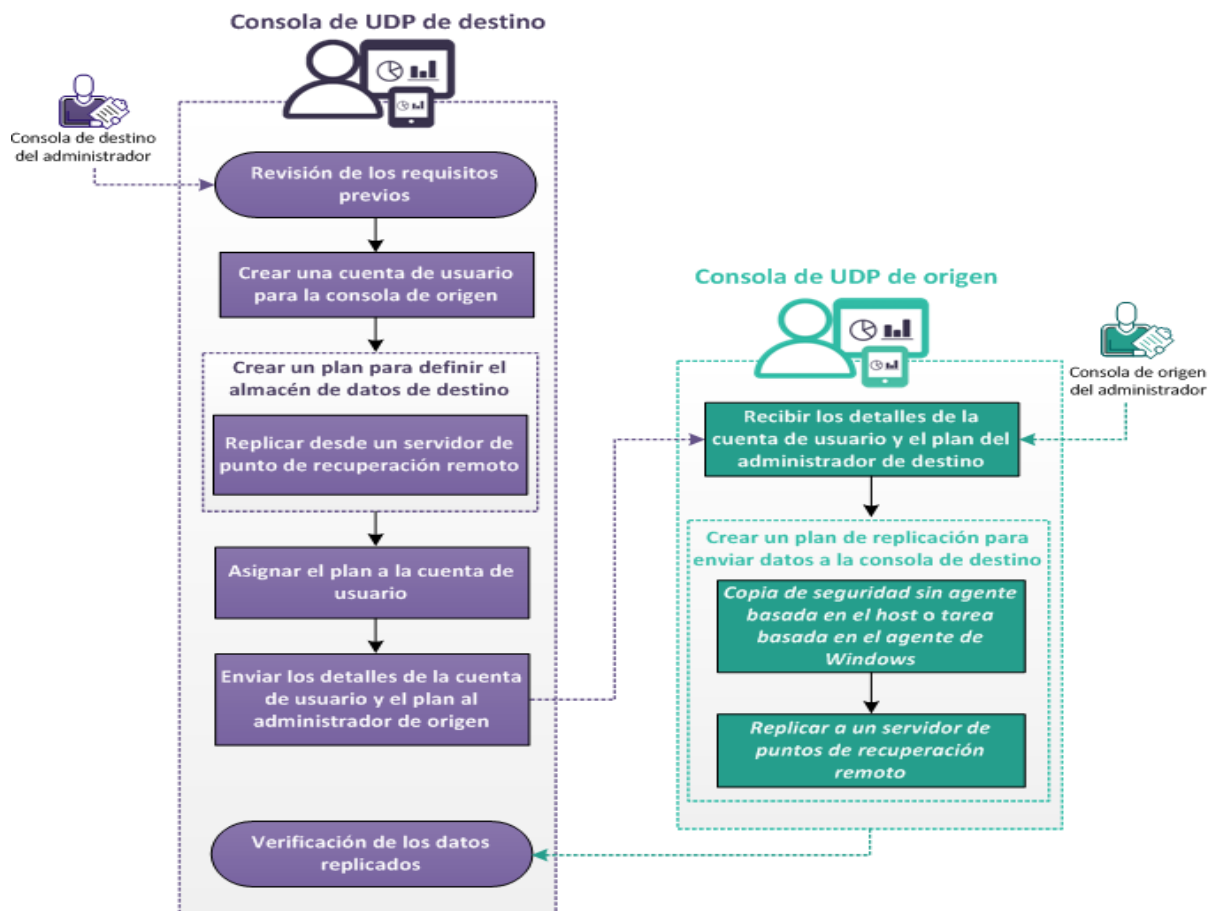 Consola de UDP de destino
Consola de destino
del administrador
Revisión de los requisitos
previos
Crear una cuenta de usuario
para la consola de origen
Crear un plan para definir el
almacén de datos de destino
Replicar desde un servidor de
punto de recuperación remoto
Asignar el plan a la cuenta de
usuario
Enviar los detalles de la cuenta
de usuario y el plan al
administrador de origen
Verificación de los datos
replicados
Consola de UDP de origen
Consola de origen
del administrador
Recibir los detalles de la
cuenta de usuario y el plan del
administrador de destino
Crear un plan de replicación para
enviar datos a la consola de destino
Copia de seguridad sin agente
basada en el host o tarea
basada en el agente de
Windows
Replicar a un servidor de
puntos de recuperación
remoto